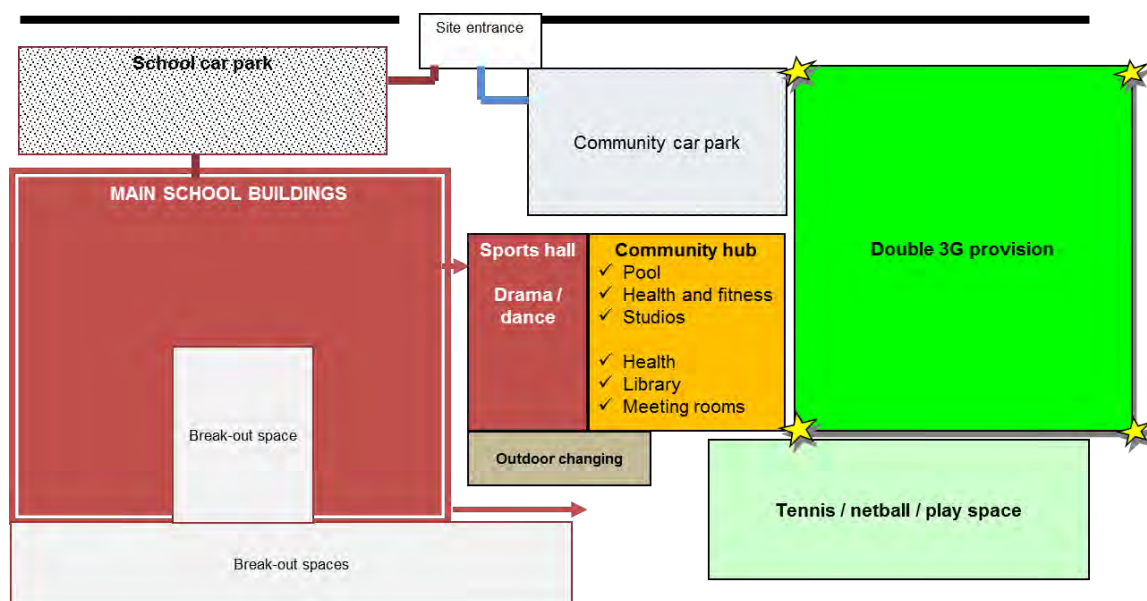 Site entrance
School car park
Community car park
MAIN SCHOOL BUILDINGS
Sports hall
Drama /
dance
Community hub
✓ Pool
✓ Health and fitness
✓ Studios
✓ Health
✓ Library
✓ Meeting rooms
Double 3G provision
Break-out space
Outdoor changing
Tennis / netball / play space
Break-out spaces